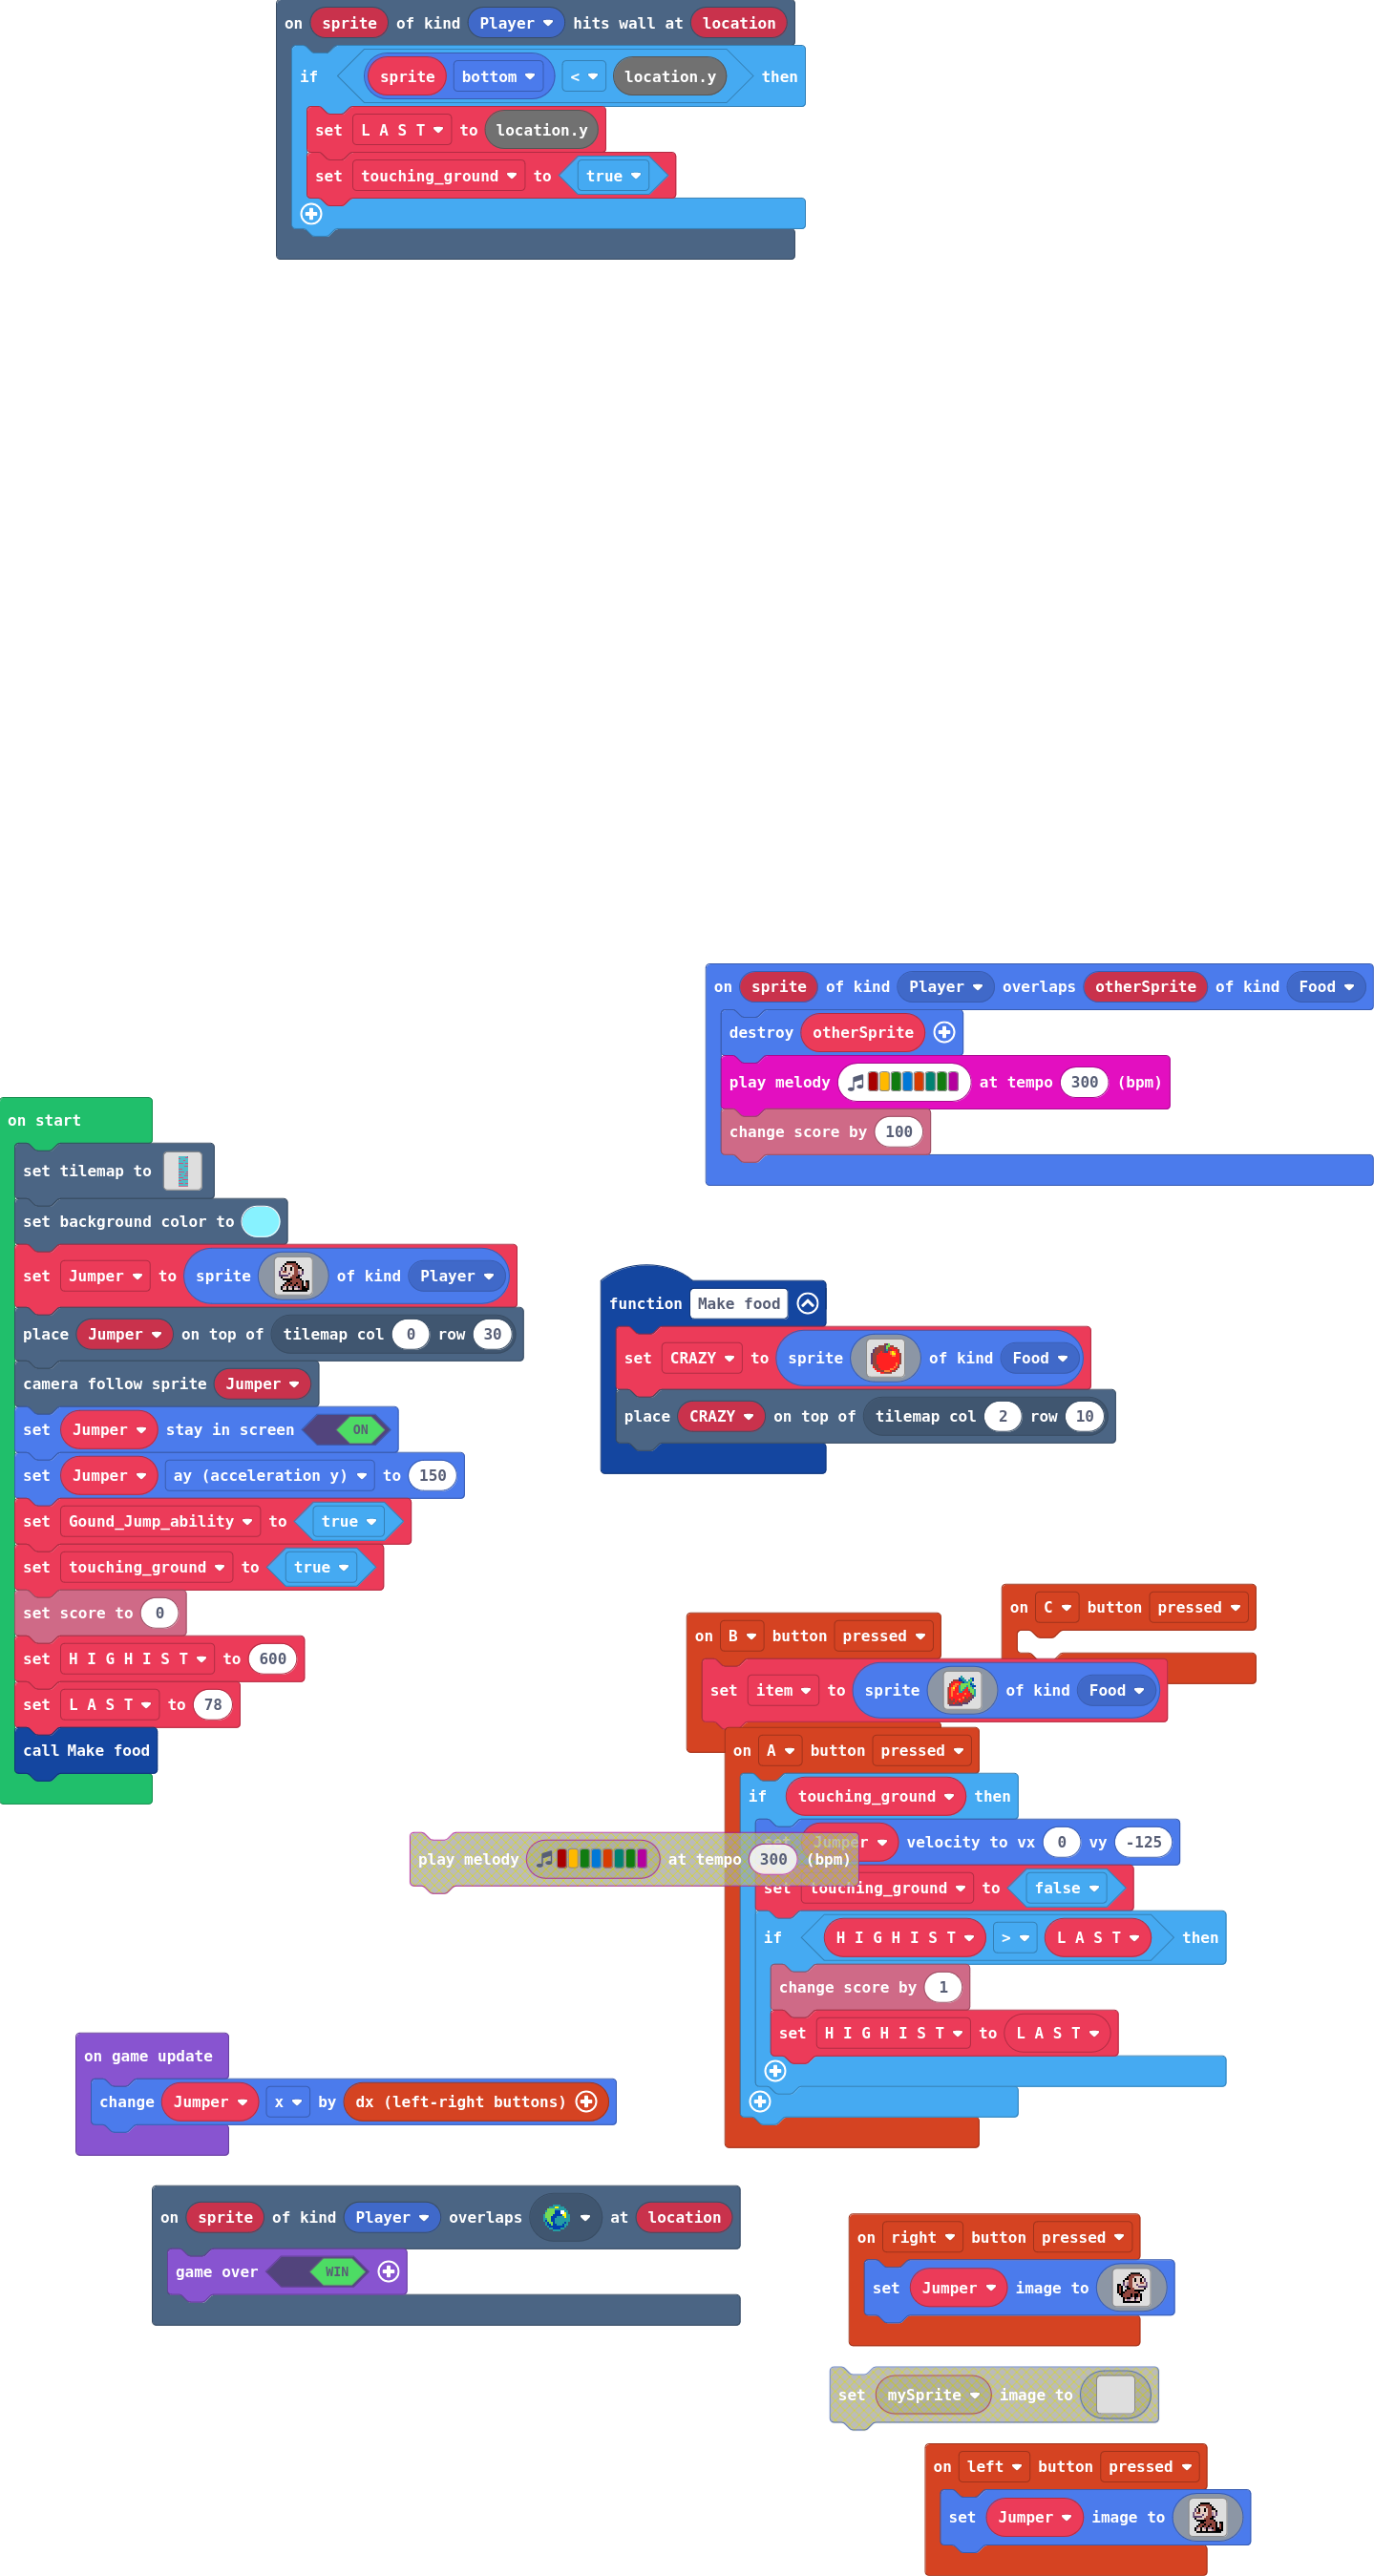 on sprite of kind Player hits wall at location
if sprite bottom < location.y then
set L A S T to location.y
set touching_ground to true
on sprite of kind Player overlaps otherSprite of kind Food
destroy otherSprite
play melody at tempo 300 (bpm)
change score by 100
on start
set tilemap to
set background color to
set Jumper to sprite of kind Player
place Jumper on top of tilemap col 0 row 30
camera follow sprite Jumper
set Jumper stay in screen ON
set Jumper ay (acceleration y) to 150
set Gound_Jump_ability to true
set touching_ground to true
set score to 0
set H I G H I S T to 600
set L A S T to 78
call Make food
function Make food
set CRAZY to sprite of kind Food
place CRAZY on top of tilemap col 2 row 10
on C button pressed
on B button pressed
set item to sprite of kind Food
on A button pressed
if touching_ground then
set Jumper velocity to vx 0 vy -125
play melody at tempo 300 (bpm)
set touching_ground to false
if H I G H I S T > L A S T then
change score by 1
set H I G H I S T to L A S T
on game update
change Jumper x by dx (left-right buttons)
on sprite of kind Player overlaps at location
game over WIN
on right button pressed
set Jumper image to
set mySprite image to
on left button pressed
set Jumper image to